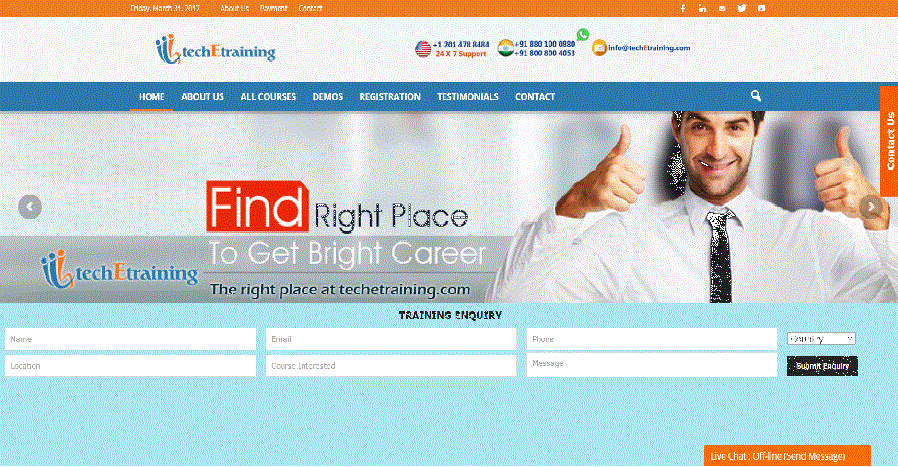 Friday, March 31, 2017 About Us Payment Contact
techEtraining
+1 201 478 8484
24 X 7 Support
+91 880 100 0880
+91 800 800 4053
info@techEtraining.com
HOME ABOUT US ALL COURSES DEMOS REGISTRATION TESTIMONIALS CONTACT
Contact Us
Find Right Place
To Get Bright Career
techEtraining
The right place at techetraining.com
TRAINING ENQUIRY
Name Email Phone Country
Location Course Interested Message Submit Enquiry
Live Chat : Off-line (Send Message)